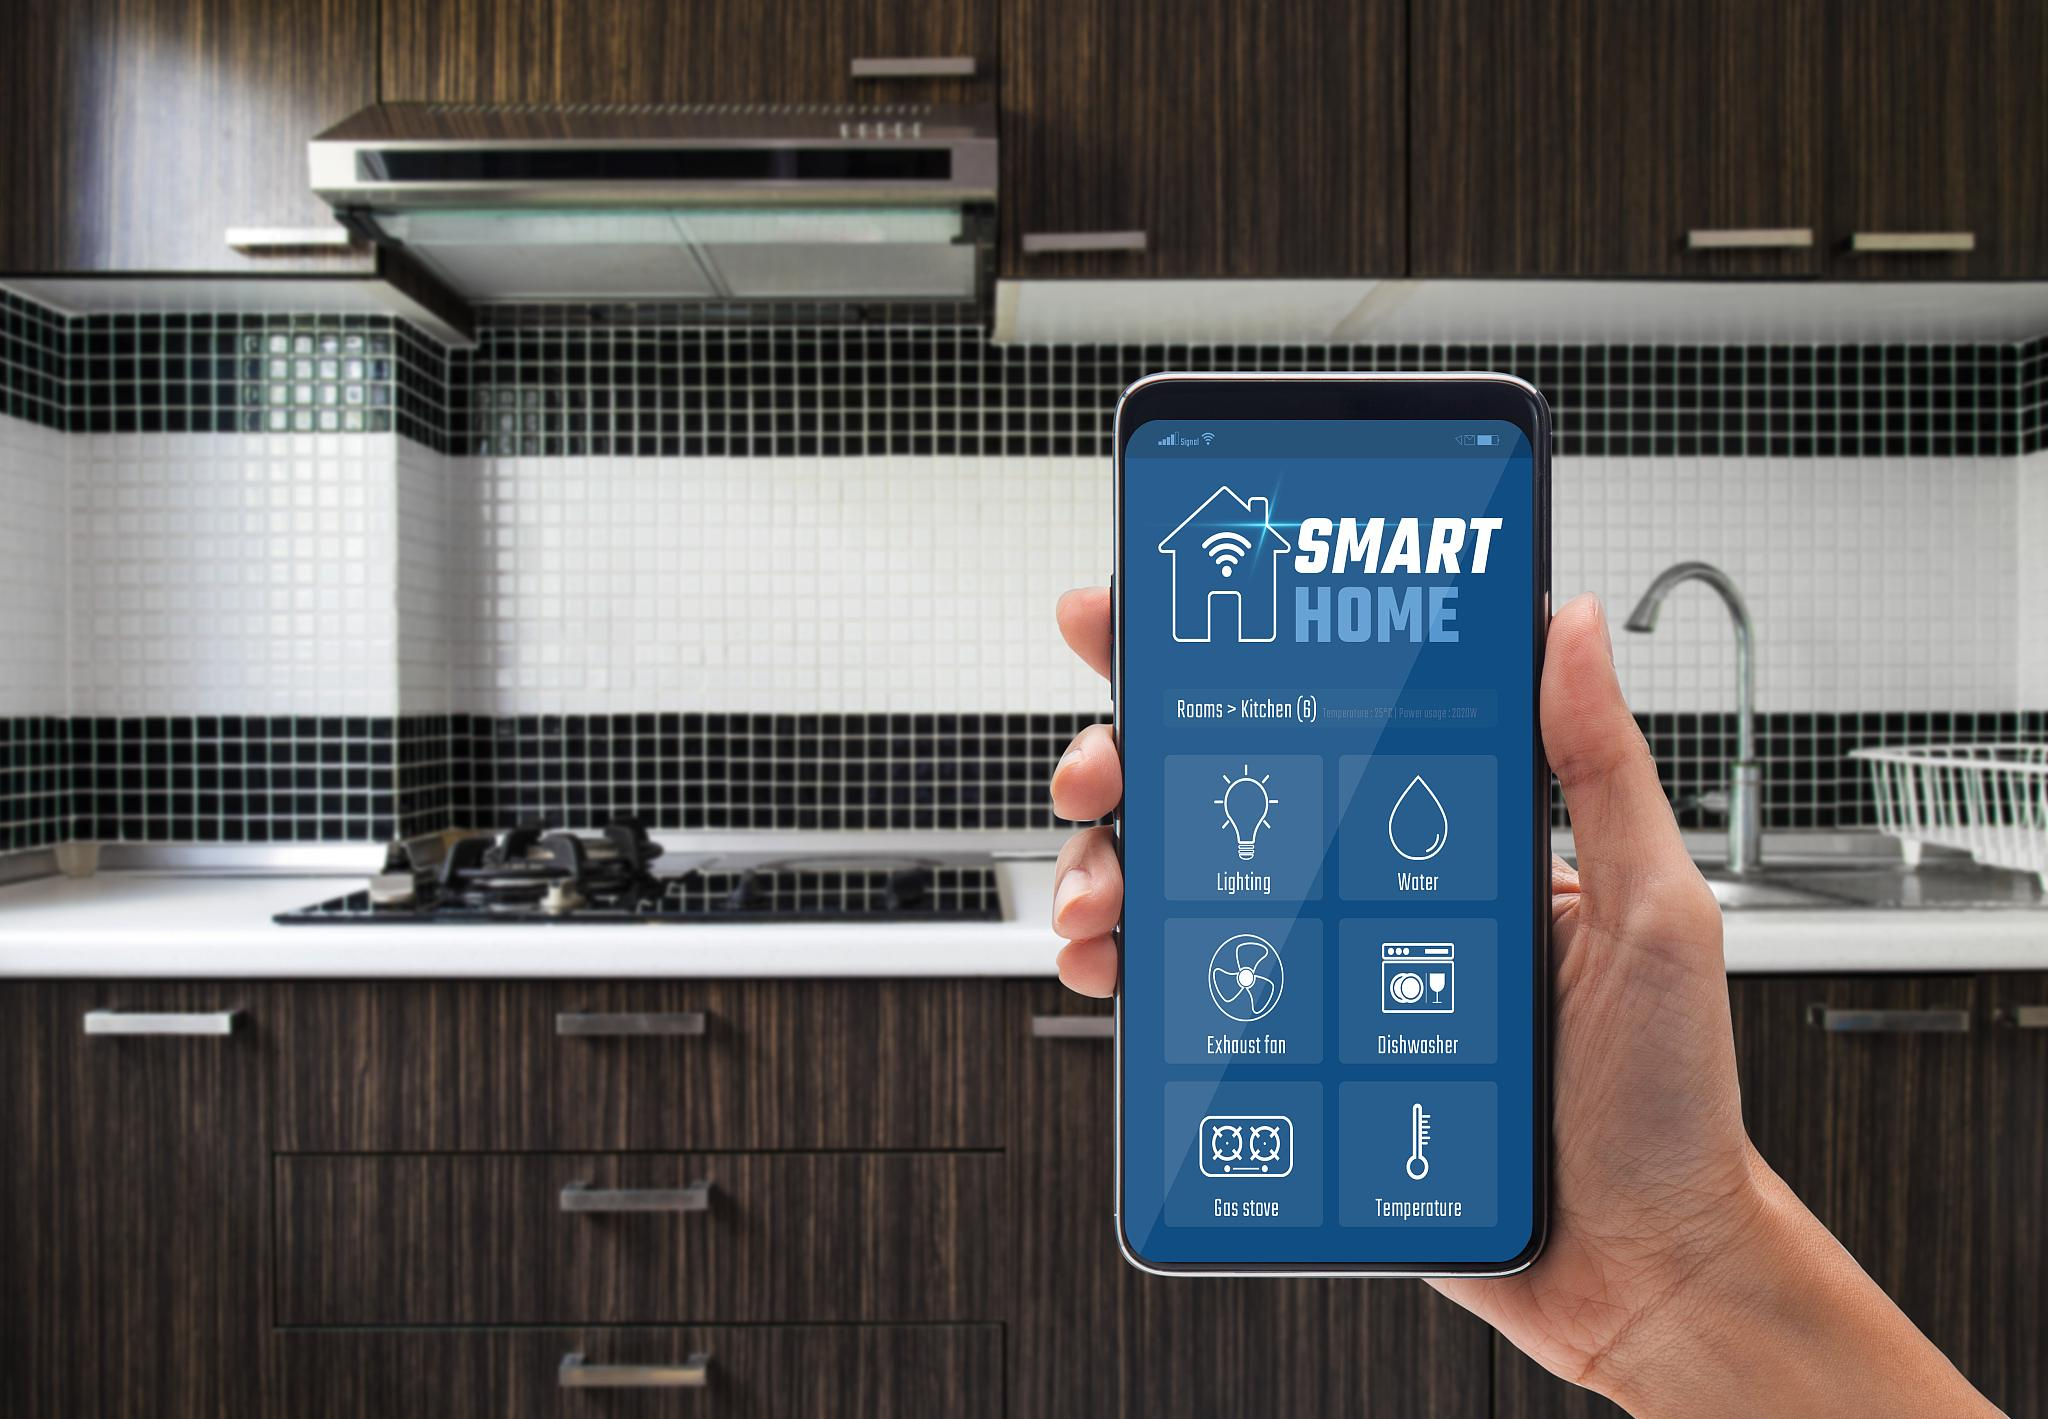 Signal
SMART
HOME
Rooms > Kitchen (6) Temperature : 25°C | Power usage : 2020W
Lighting
Water
Exhaust fan
Dishwasher
Gas stove
Temperature